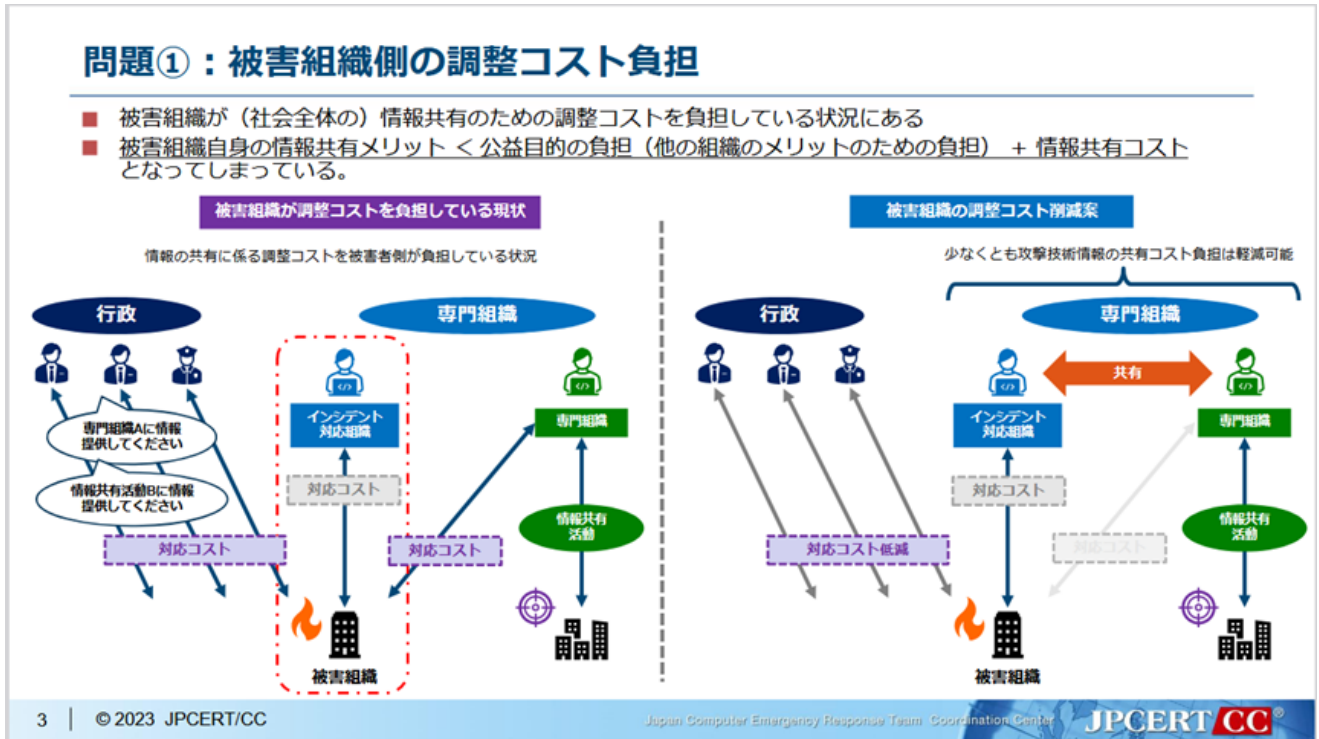 問題①：被害組織側の調整コスト負担
■ 被害組織が（社会全体の）情報共有のための調整コストを負担している状況にある
■ 被害組織自身の情報共有メリット ＜ 公益目的の負担（他の組織のメリットのための負担） ＋ 情報共有コスト
となってしまっている。
被害組織が調整コストを負担している現状
情報の共有に係る調整コストを被害者側が負担している状況
行政
専門組織
インシデント
対応組織
専門組織
専門組織Aに情報
提供してください
情報共有活動Bに情報
提供してください
対応コスト
対応コスト
対応コスト
情報共有
活動
被害組織
被害組織の調整コスト削減案
少なくとも攻撃技術情報の共有コスト負担は軽減可能
行政
専門組織
共有
インシデント
対応組織
専門組織
対応コスト
対応コスト低減
対応コスト
情報共有
活動
被害組織
3
© 2023 JPCERT/CC
Japan Computer Emergency Response Team Coordination Center
JPCERT CC®